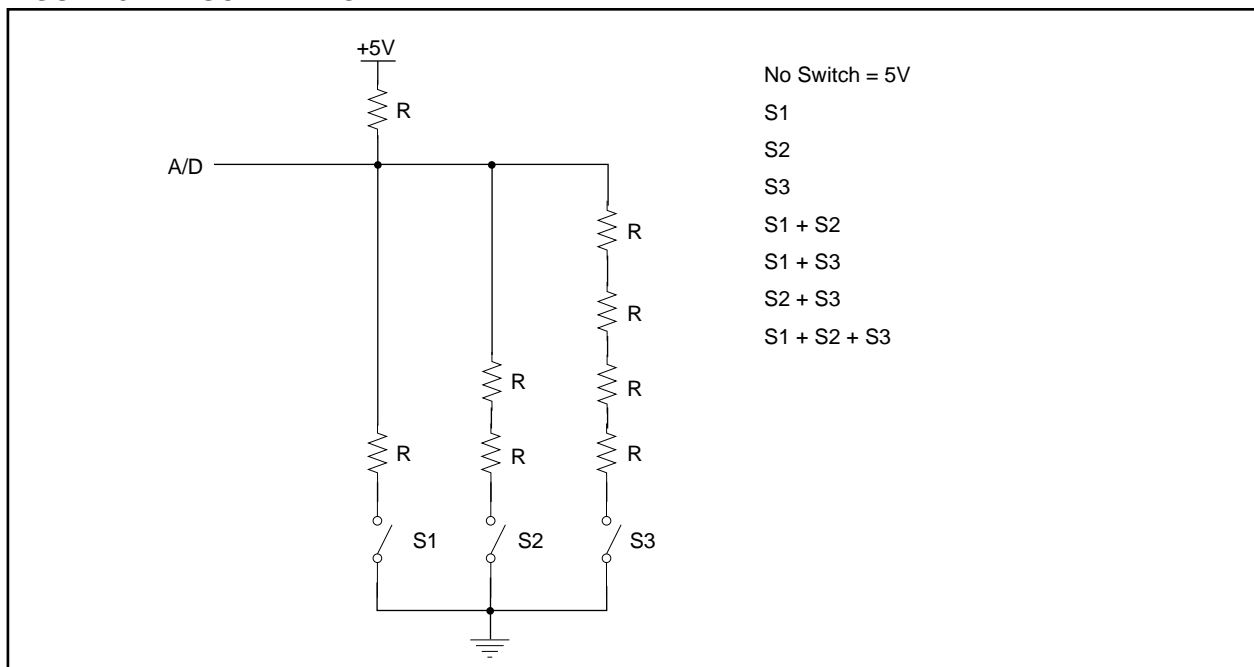 +5V
R
A/D
R
R
R
R
R
R
R
S1
S2
S3
No Switch = 5V
S1
S2
S3
S1 + S2
S1 + S3
S2 + S3
S1 + S2 + S3